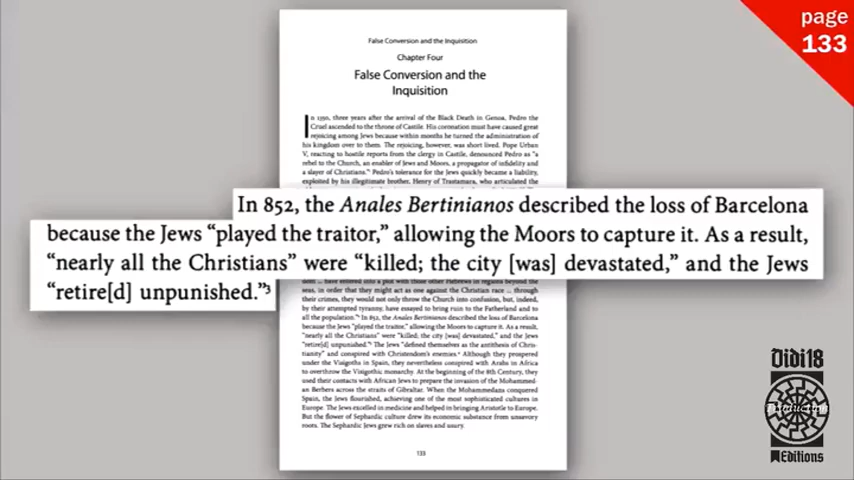 page
133
False Conversion and the Inquisition
Chapter Four
False Conversion and the
Inquisition
In 1350, three years after the arrival of the Black Death in Genoa, Pedro the
Cruel ascended to the throne of Castile. His coronation must have caused great
rejoicing among Jews because within months he turned the administration of
his kingdom over to them. The rejoicing, however, was short lived. Pope Urban
V, reacting to hostile reports from the clergy in Castile, denounced Pedro as “a
rebel to the Church, an enabler of Jews and Moors, a propagator of infidelity and
a slayer of Christians.” Pedro's tolerance for the Jews quickly became a liability,
exploited by his illegitimate brother, Henry of Trastamara, who articulated the
In 852, the Anales Bertinianos described the loss of Barcelona
because the Jews “played the traitor,” allowing the Moors to capture it. As a result,
“nearly all the Christians” were “killed; the city [was] devastated,” and the Jews
“retire[d] unpunished.”³
have entered into a plot with those other Hebrews in regions beyond the
seas, in order that they might act as one against the Christian race ... through
their crimes, they would not only throw the Church into confusion, but, indeed,
by their attempted tyranny, have essayed to bring ruin to the Fatherland and to
all the population.” In 852, the Anales Bertinianos described the loss of Barcelona
because the Jews “played the traitor,” allowing the Moors to capture it. As a result,
“nearly all the Christians” were “killed; the city [was] devastated,” and the Jews
“retire[d] unpunished.” The Jews “defined themselves as the antithesis of Chris-
tianity” and conspired with Christendom's enemies.⁴ Although they prospered
under the Visigoths in Spain, they nevertheless conspired with Arabs in Africa
to overthrow the Visigothic monarchy. At the beginning of the 8th Century, they
used their contacts with African Jews to prepare the invasion of the Mohammed-
an Berbers across the straits of Gibraltar. When the Mohammedans conquered
Spain, the Jews flourished, achieving one of the most sophisticated cultures in
Europe. The Jews excelled in medicine and helped in bringing Aristotle to Europe.
But the flower of Sephardic culture drew its economic substance from unsavory
roots. The Sephardic Jews grew rich on slaves and usury.
133
Didi18
Editions